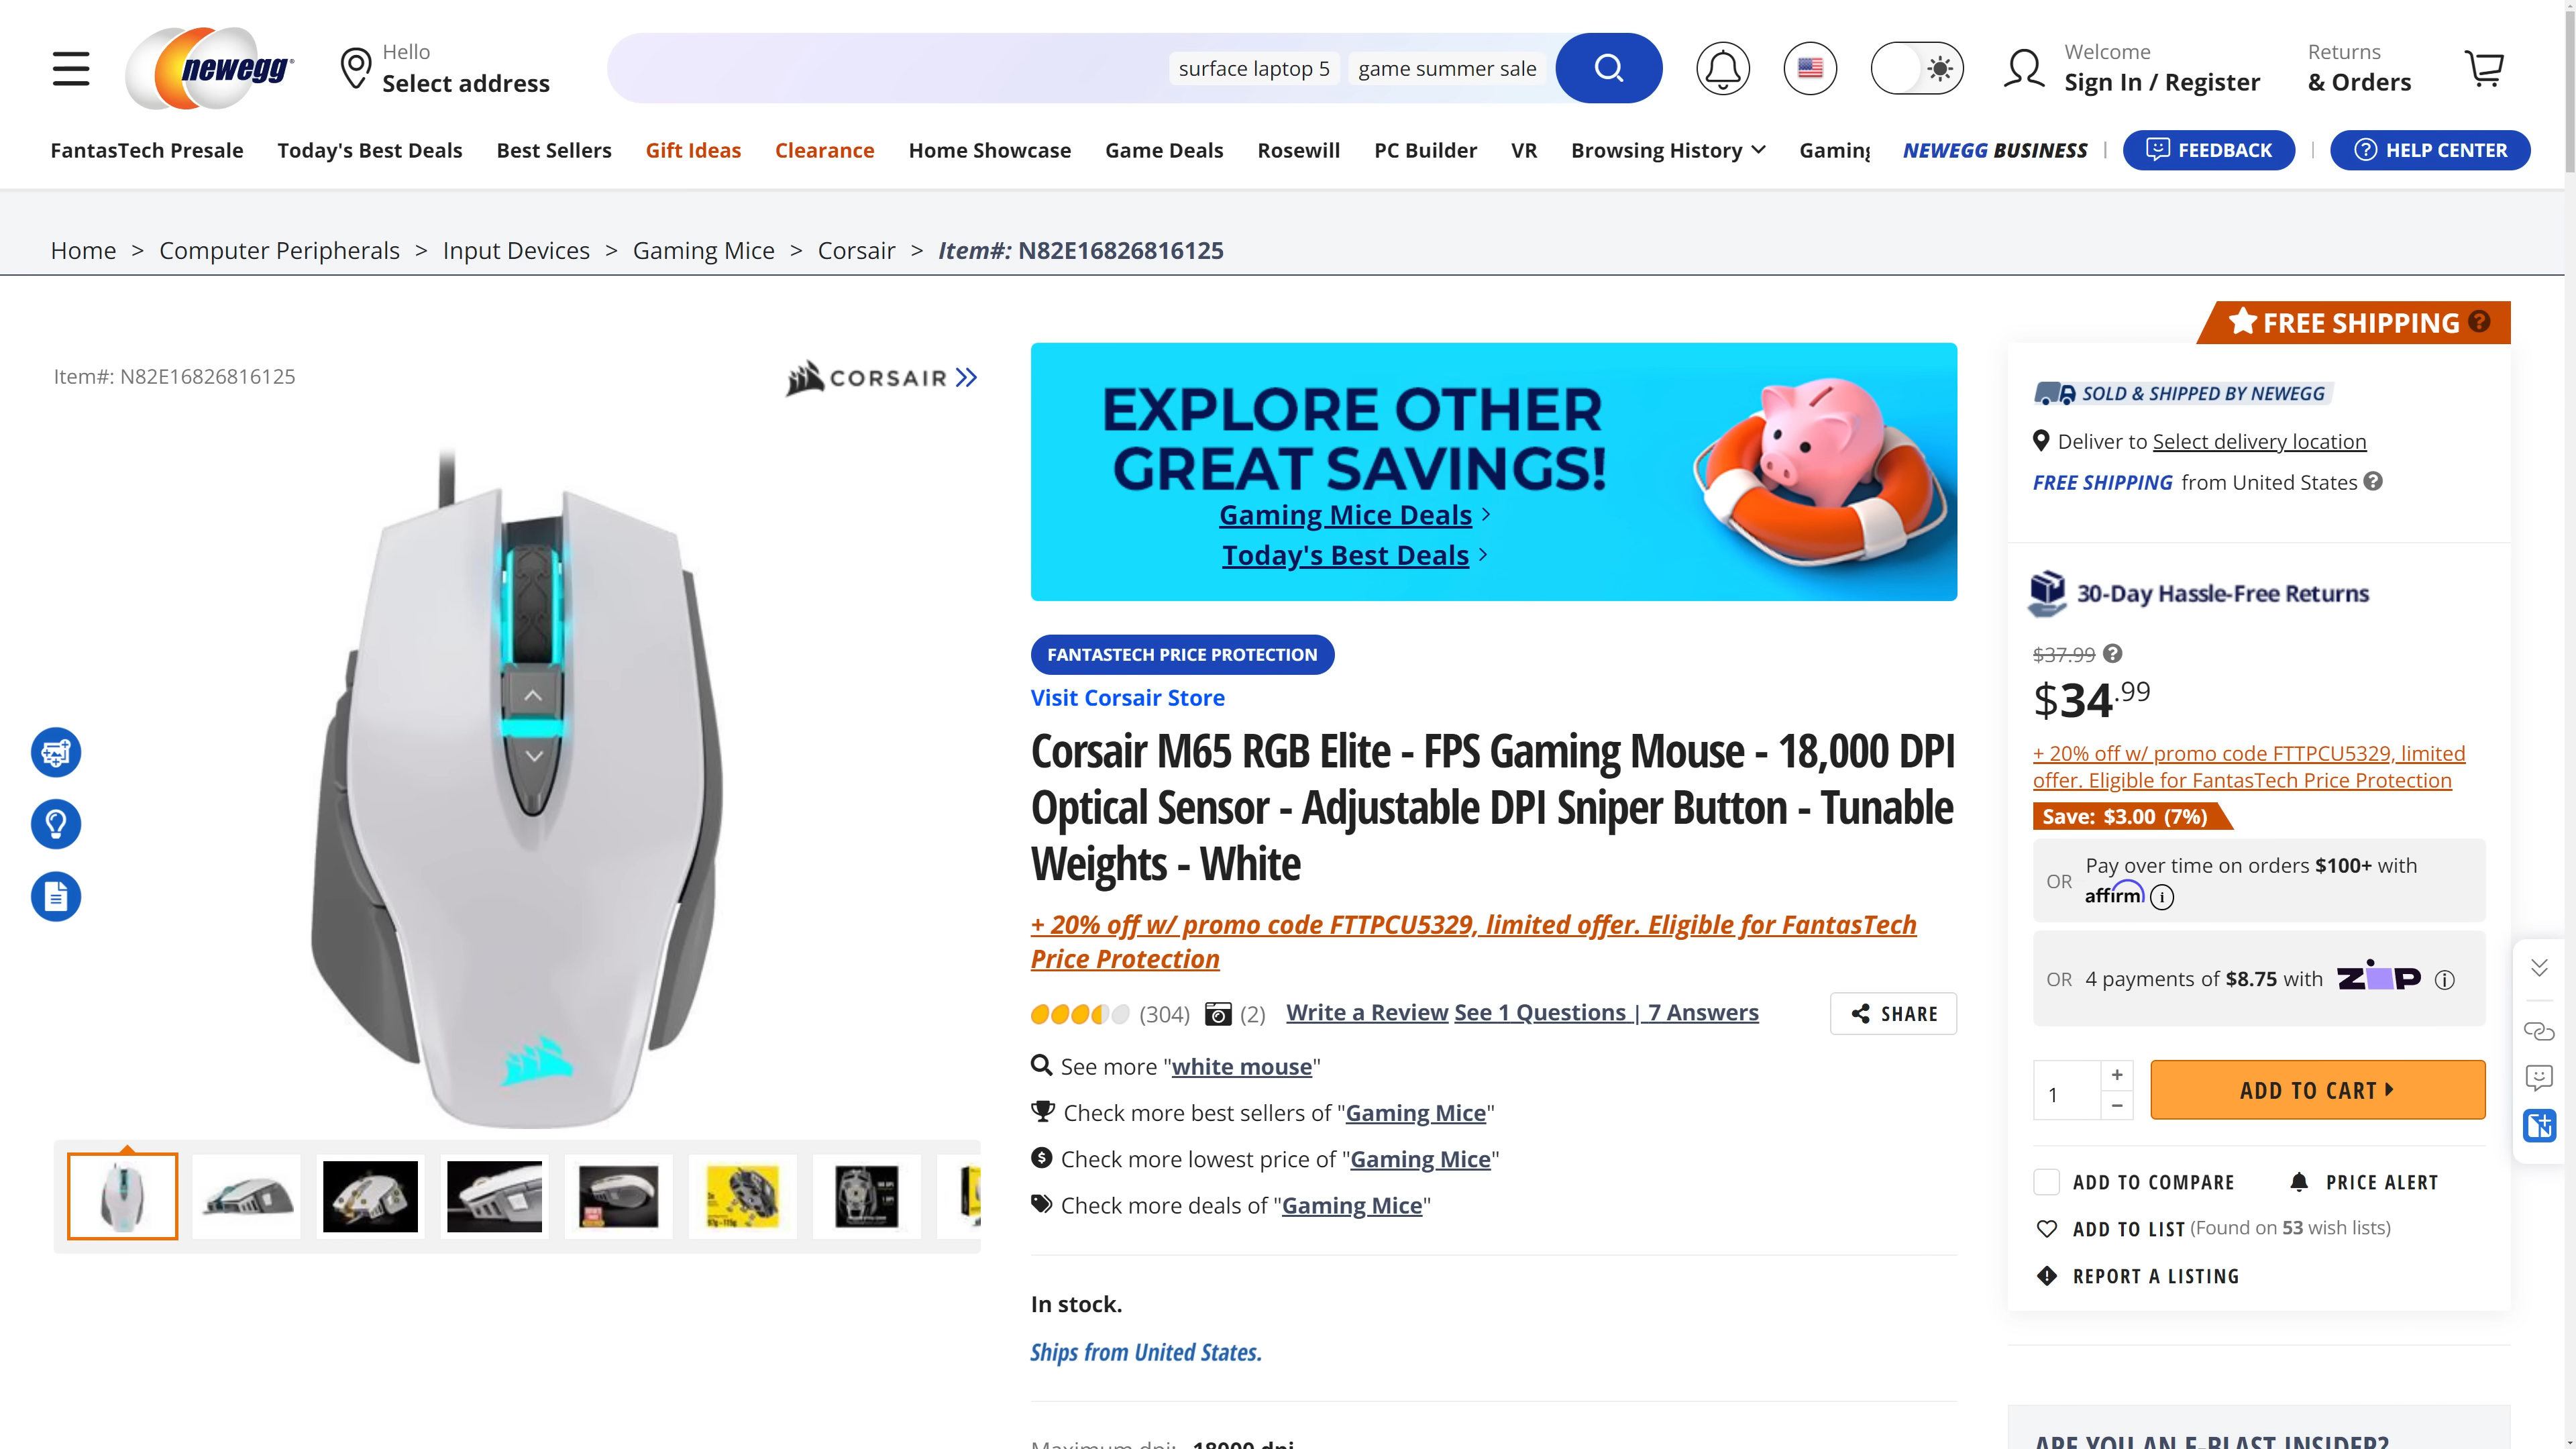 newegg
Hello
Select address
surface laptop 5
game summer sale
Welcome
Sign In / Register
Returns
& Orders
FantasTech Presale
Today's Best Deals
Best Sellers
Gift Ideas
Clearance
Home Showcase
Game Deals
Rosewill
PC Builder
VR
Browsing History
Gaming
NEWEGG BUSINESS
FEEDBACK
HELP CENTER
Home > Computer Peripherals > Input Devices > Gaming Mice > Corsair > Item#: N82E16826816125
Item#: N82E16826816125
CORSAIR
EXPLORE OTHER
GREAT SAVINGS!
Gaming Mice Deals
Today's Best Deals
FANTASTECH PRICE PROTECTION
Visit Corsair Store
Corsair M65 RGB Elite - FPS Gaming Mouse - 18,000 DPI
Optical Sensor - Adjustable DPI Sniper Button - Tunable
Weights - White
+ 20% off w/ promo code FTTPCU5329, limited offer. Eligible for FantasTech
Price Protection
(304) (2) Write a Review See 1 Questions | 7 Answers
SHARE
See more "white mouse"
Check more best sellers of "Gaming Mice"
Check more lowest price of "Gaming Mice"
Check more deals of "Gaming Mice"
In stock.
Ships from United States.
Maximum dpi: 18000 dpi
FREE SHIPPING
SOLD & SHIPPED BY NEWEGG
Deliver to Select delivery location
FREE SHIPPING from United States
30-Day Hassle-Free Returns
$37.99
$34.99
+ 20% off w/ promo code FTTPCU5329, limited
offer. Eligible for FantasTech Price Protection
Save: $3.00 (7%)
OR Pay over time on orders $100+ with
affirm
OR 4 payments of $8.75 with ZIP
1
ADD TO CART
ADD TO COMPARE
PRICE ALERT
ADD TO LIST (Found on 53 wish lists)
REPORT A LISTING
ARE YOU AN E-BLAST INSIDER?